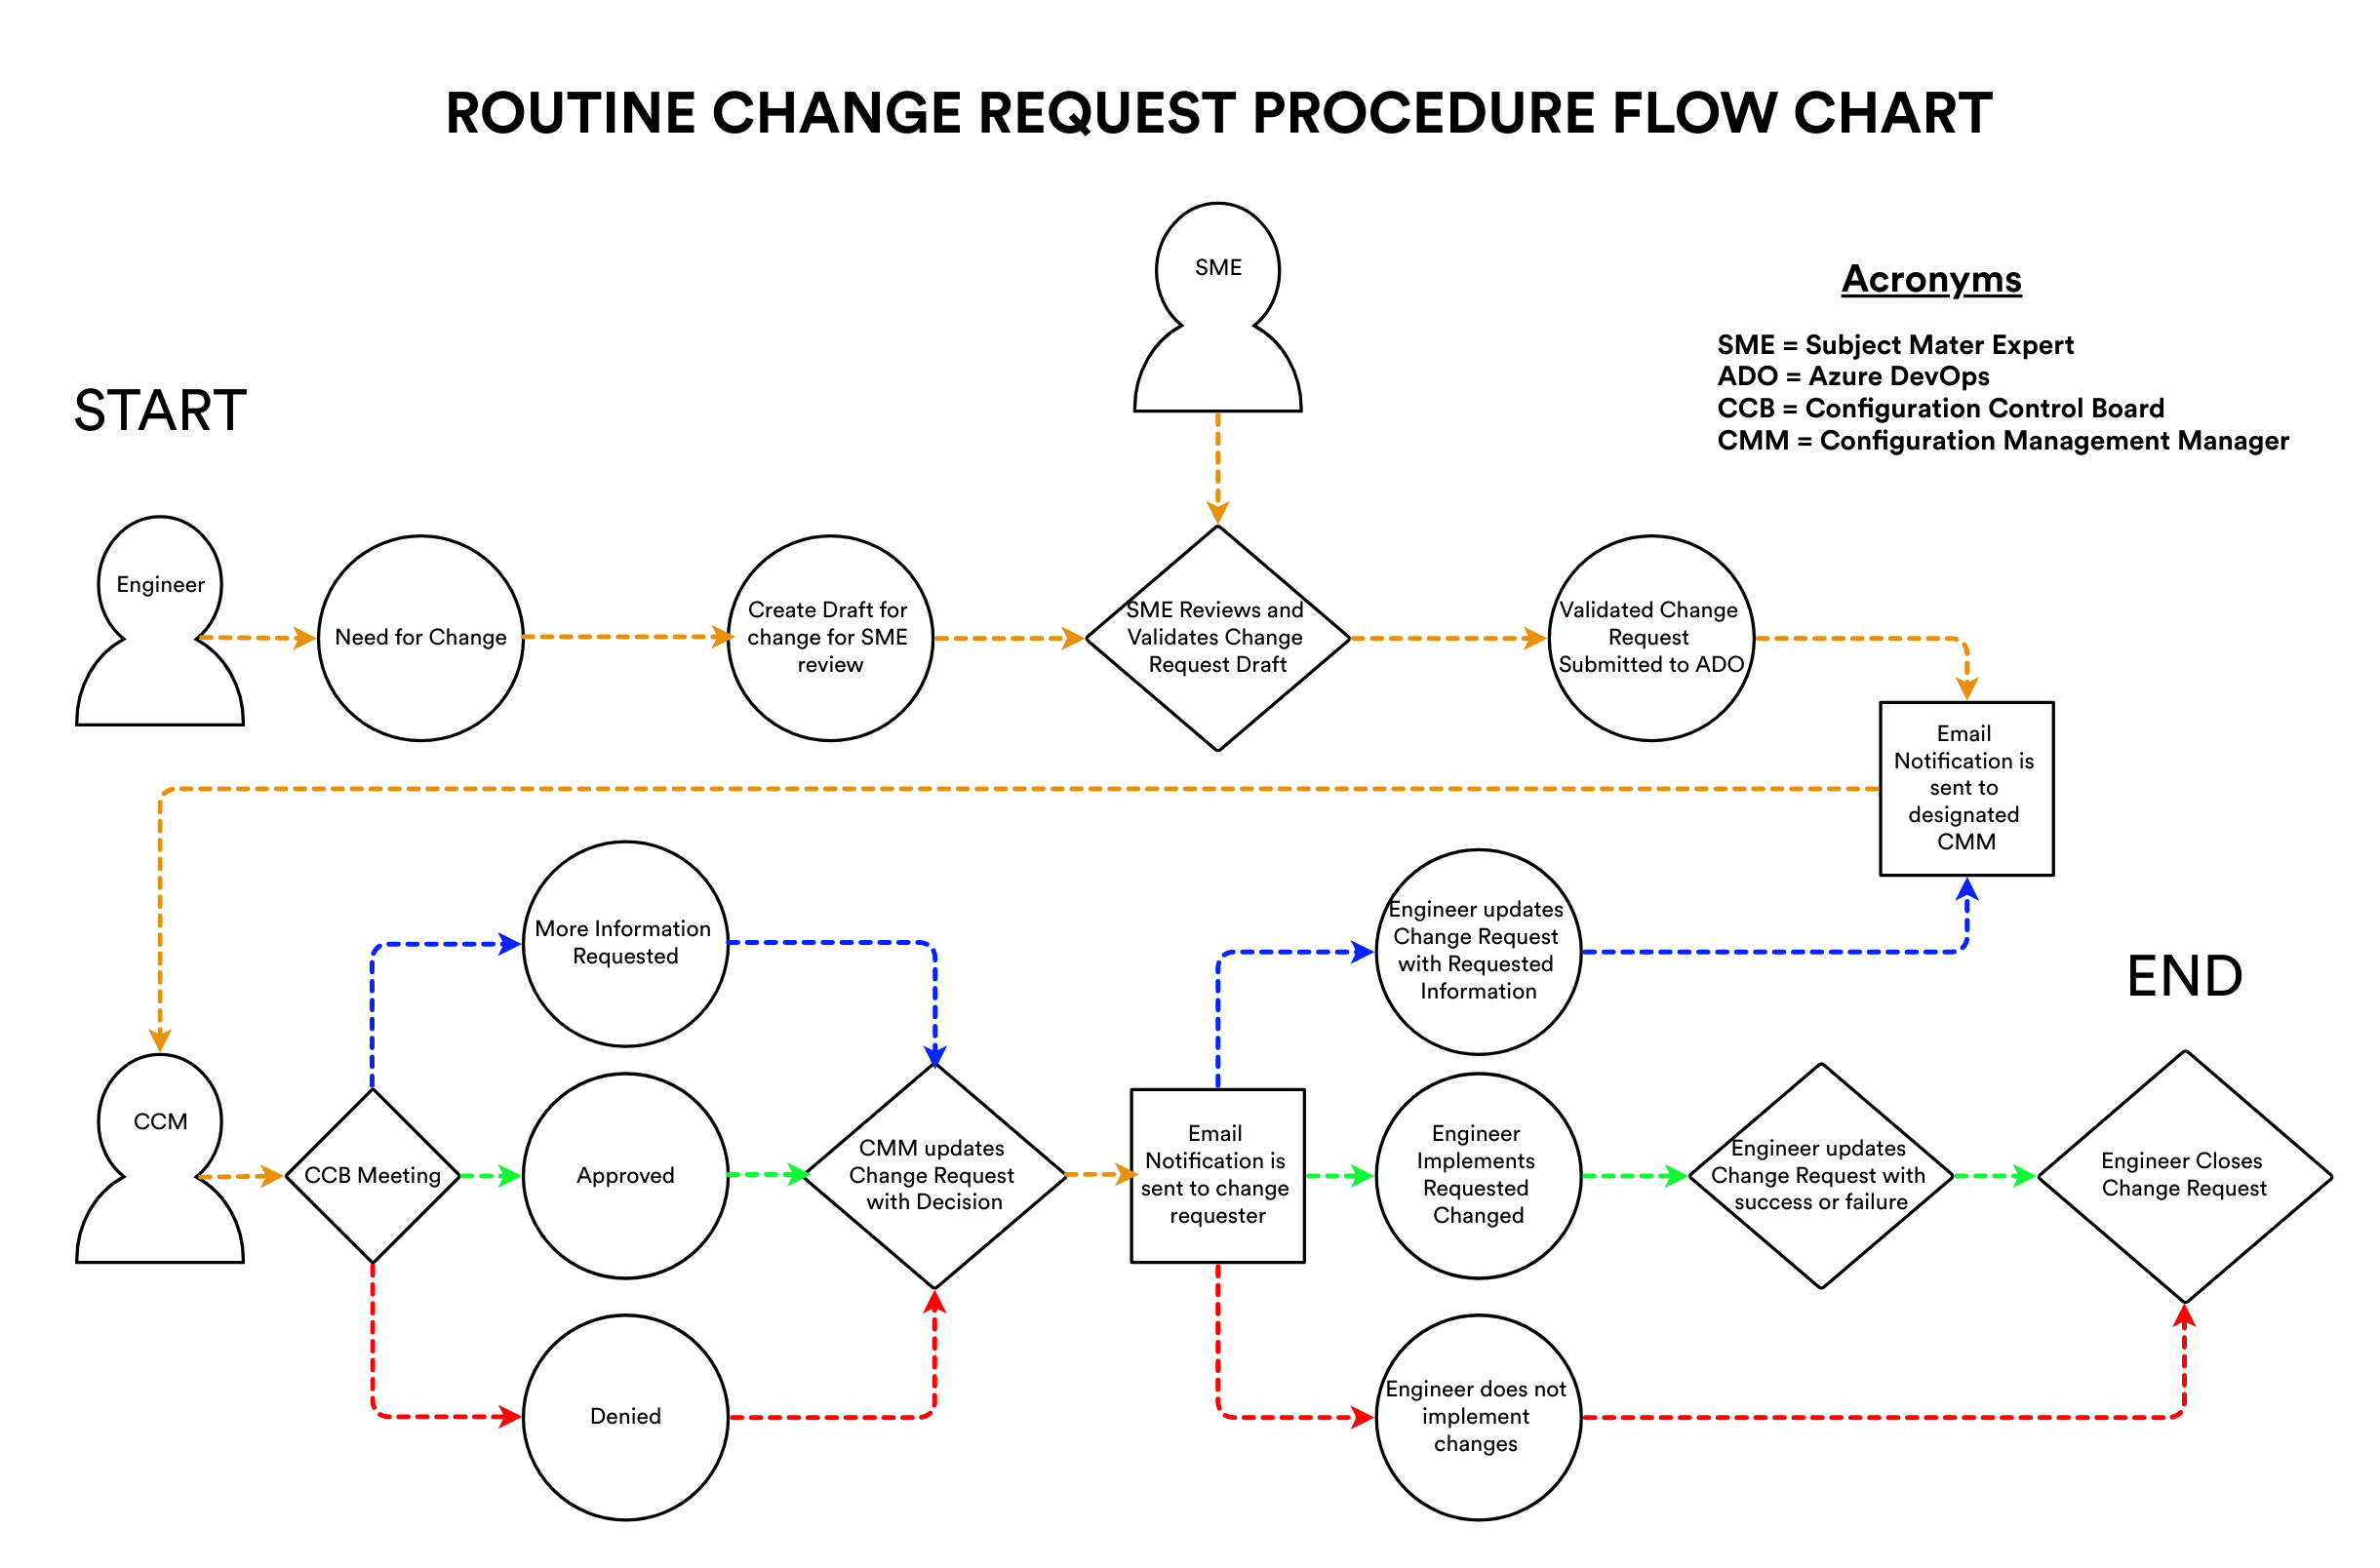 ROUTINE CHANGE REQUEST PROCEDURE FLOW CHART
SME
Acronyms
SME = Subject Mater Expert
ADO = Azure DevOps
CCB = Configuration Control Board
CMM = Configuration Management Manager
START
Engineer
Need for Change
Create Draft for
change for SME
review
SME Reviews and
Validates Change
Request Draft
Validated Change
Request
Submitted to ADO
Email
Notification is
sent to
designated
CMM
More Information
Requested
Engineer updates
Change Request
with Requested
Information
END
CCM
CCB Meeting
Approved
CMM updates
Change Request
with Decision
Email
Notification is
sent to change
requester
Engineer
Implements
Requested
Changed
Engineer updates
Change Request with
success or failure
Engineer Closes
Change Request
Denied
Engineer does not
implement
changes